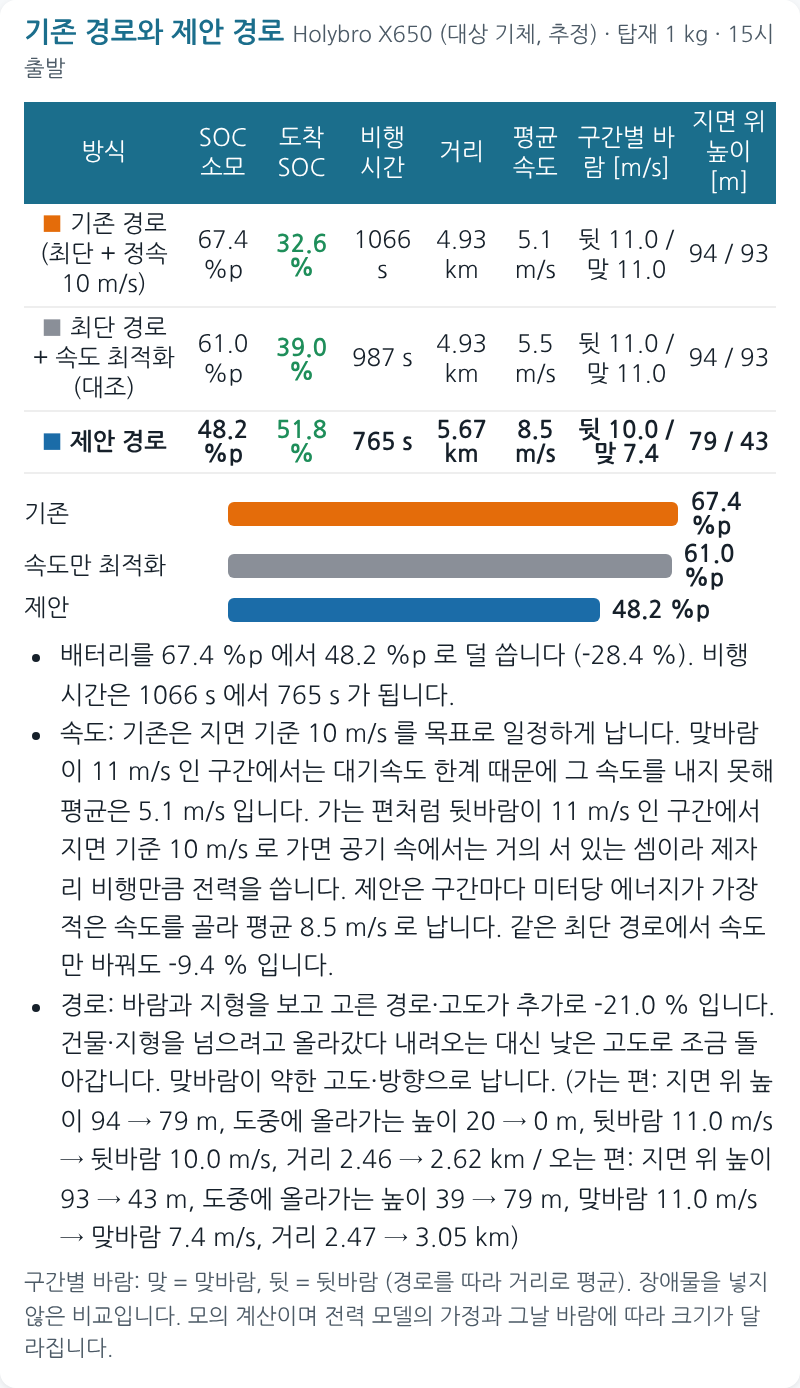 기존 경로와 제안 경로 Holybro X650 (대상 기체, 추정) · 탑재 1 kg · 15시
출발
방식 SOC 소모 도착 SOC 비행 시간 거리 평균 속도 구간별 바람 [m/s] 지면 위 높이 [m]
■ 기존 경로 (최단 + 정속 10 m/s) 67.4 %p 32.6 % 1066 s 4.93 km 5.1 m/s 뒷 11.0 / 맞 11.0 94 / 93
■ 최단 경로 + 속도 최적화 (대조) 61.0 %p 39.0 % 987 s 4.93 km 5.5 m/s 뒷 11.0 / 맞 11.0 94 / 93
■ 제안 경로 48.2 %p 51.8 % 765 s 5.67 km 8.5 m/s 뒷 10.0 / 맞 7.4 79 / 43
기존 67.4 %p
속도만 최적화 61.0 %p
제안 48.2 %p
• 배터리를 67.4 %p 에서 48.2 %p 로 덜 씁니다 (-28.4 %). 비행
시간은 1066 s 에서 765 s 가 됩니다.
• 속도: 기존은 지면 기준 10 m/s 를 목표로 일정하게 납니다. 맞바람
이 11 m/s 인 구간에서는 대기속도 한계 때문에 그 속도를 내지 못해
평균은 5.1 m/s 입니다. 가는 편처럼 뒷바람이 11 m/s 인 구간에서
지면 기준 10 m/s 로 가면 공기 속에서는 거의 서 있는 셈이라 제자
리 비행만큼 전력을 씁니다. 제안은 구간마다 미터당 에너지가 가장
적은 속도를 골라 평균 8.5 m/s 로 납니다. 같은 최단 경로에서 속도
만 바꿔도 -9.4 % 입니다.
• 경로: 바람과 지형을 보고 고른 경로·고도가 추가로 -21.0 % 입니다.
건물·지형을 넘으려고 올라갔다 내려오는 대신 낮은 고도로 조금 돌
아갑니다. 맞바람이 약한 고도·방향으로 납니다. (가는 편: 지면 위 높
이 94 → 79 m, 도중에 올라가는 높이 20 → 0 m, 뒷바람 11.0 m/s
→ 뒷바람 10.0 m/s, 거리 2.46 → 2.62 km / 오는 편: 지면 위 높이
93 → 43 m, 도중에 올라가는 높이 39 → 79 m, 맞바람 11.0 m/s
→ 맞바람 7.4 m/s, 거리 2.47 → 3.05 km)
구간별 바람: 맞 = 맞바람, 뒷 = 뒷바람 (경로를 따라 거리로 평균). 장애물을 넣지
않은 비교입니다. 모의 계산이며 전력 모델의 가정과 그날 바람에 따라 크기가 달
라집니다.